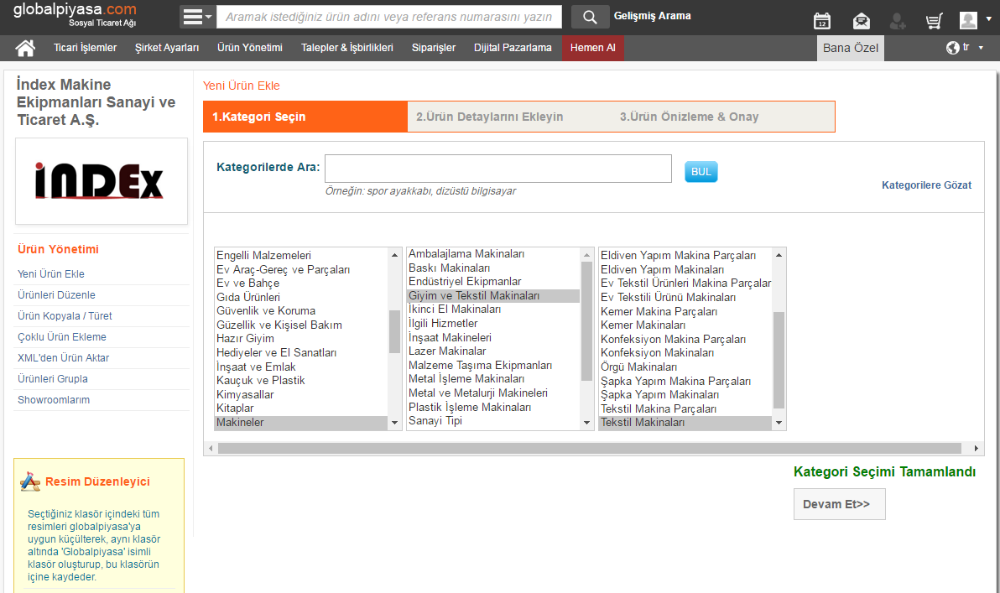 globalpiyasa.com
Sosyal Ticaret Ağı
Aramak istediğiniz ürün adını veya referans numarasını yazın
Gelişmiş Arama
12
Ticari İşlemler
Şirket Ayarları
Ürün Yönetimi
Talepler & İşbirlikleri
Siparişler
Dijital Pazarlama
Hemen Al
Bana Özel
tr
İndex Makine
Ekipmanları Sanayi ve
Ticaret A.Ş.
index
Ürün Yönetimi
Yeni Ürün Ekle
Ürünleri Düzenle
Ürün Kopyala / Türet
Çoklu Ürün Ekleme
XML'den Ürün Aktar
Ürünleri Grupla
Showroomlarım
Resim Düzenleyici
Seçtiğiniz klasör içindeki tüm
resimleri globalpiyasa'ya
uygun küçülterek, aynı klasör
altında 'Globalpiyasa' isimli
klasör oluşturup, bu klasörün
içine kaydeder.
Yeni Ürün Ekle
1.Kategori Seçin
2.Ürün Detaylarını Ekleyin
3.Ürün Önizleme & Onay
Kategorilerde Ara:
BUL
Örneğin: spor ayakkabı, dizüstü bilgisayar
Kategorilere Gözat
Engelli Malzemeleri
Ev Araç-Gereç ve Parçaları
Ev ve Bahçe
Gıda Ürünleri
Güvenlik ve Koruma
Güzellik ve Kişisel Bakım
Hazır Giyim
Hediyeler ve El Sanatları
İnşaat ve Emlak
Kauçuk ve Plastik
Kimyasallar
Kitaplar
Makineler
Ambalajlama Makinaları
Baskı Makinaları
Endüstriyel Ekipmanlar
Giyim ve Tekstil Makinaları
İkinci El Makinaları
İlgili Hizmetler
İnşaat Makineleri
Lazer Makinalar
Malzeme Taşıma Ekipmanları
Metal İşleme Makinaları
Metal ve Metalurji Makineleri
Plastik İşleme Makinaları
Sanayi Tipi
Eldiven Yapım Makina Parçaları
Eldiven Yapım Makinaları
Ev Tekstil Ürünleri Makina Parçalar
Ev Tekstili Ürünü Makinaları
Kemer Makina Parçaları
Kemer Makinaları
Konfeksiyon Makina Parçaları
Konfeksiyon Makinaları
Örgü Makinaları
Şapka Yapım Makina Parçaları
Şapka Yapım Makinaları
Tekstil Makina Parçaları
Tekstil Makinaları
Kategori Seçimi Tamamlandı
Devam Et>>